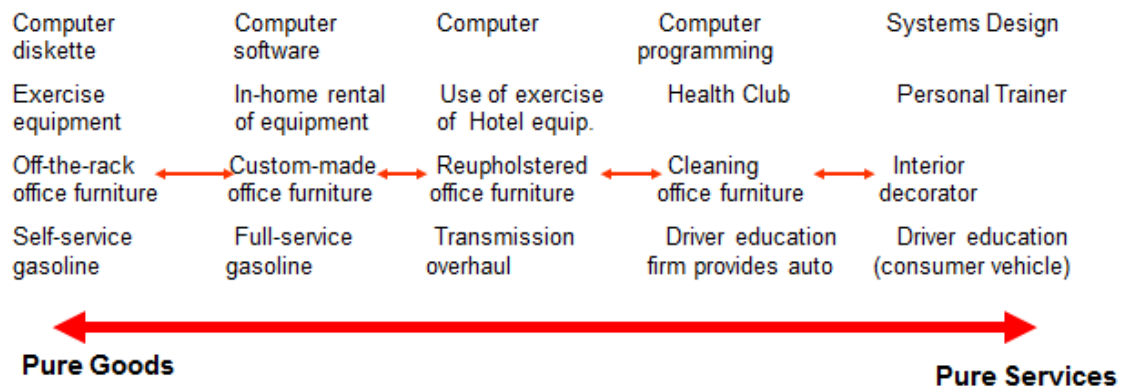 Computer diskette
Computer software
Computer
Computer programming
Systems Design
Exercise equipment
In-home rental of equipment
Use of exercise of Hotel equip.
Health Club
Personal Trainer
Off-the-rack office furniture
Custom-made office furniture
Reupholstered office furniture
Cleaning office furniture
Interior decorator
Self-service gasoline
Full-service gasoline
Transmission overhaul
Driver education firm provides auto
Driver education (consumer vehicle)
Pure Goods
Pure Services